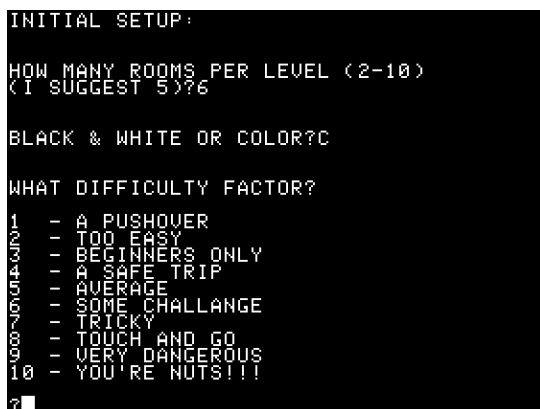 INITIAL SETUP:
HOW MANY ROOMS PER LEVEL (2-10)
(I SUGGEST 5)?6
BLACK & WHITE OR COLOR?C
WHAT DIFFICULTY FACTOR?
1 - A PUSHOVER
2 - TOO EASY
3 - BEGINNERS ONLY
4 - A SAFE TRIP
5 - AVERAGE
6 - SOME CHALLANGE
7 - TRICKY
8 - TOUCH AND GO
9 - VERY DANGEROUS
10 - YOU'RE NUTS!!!
?